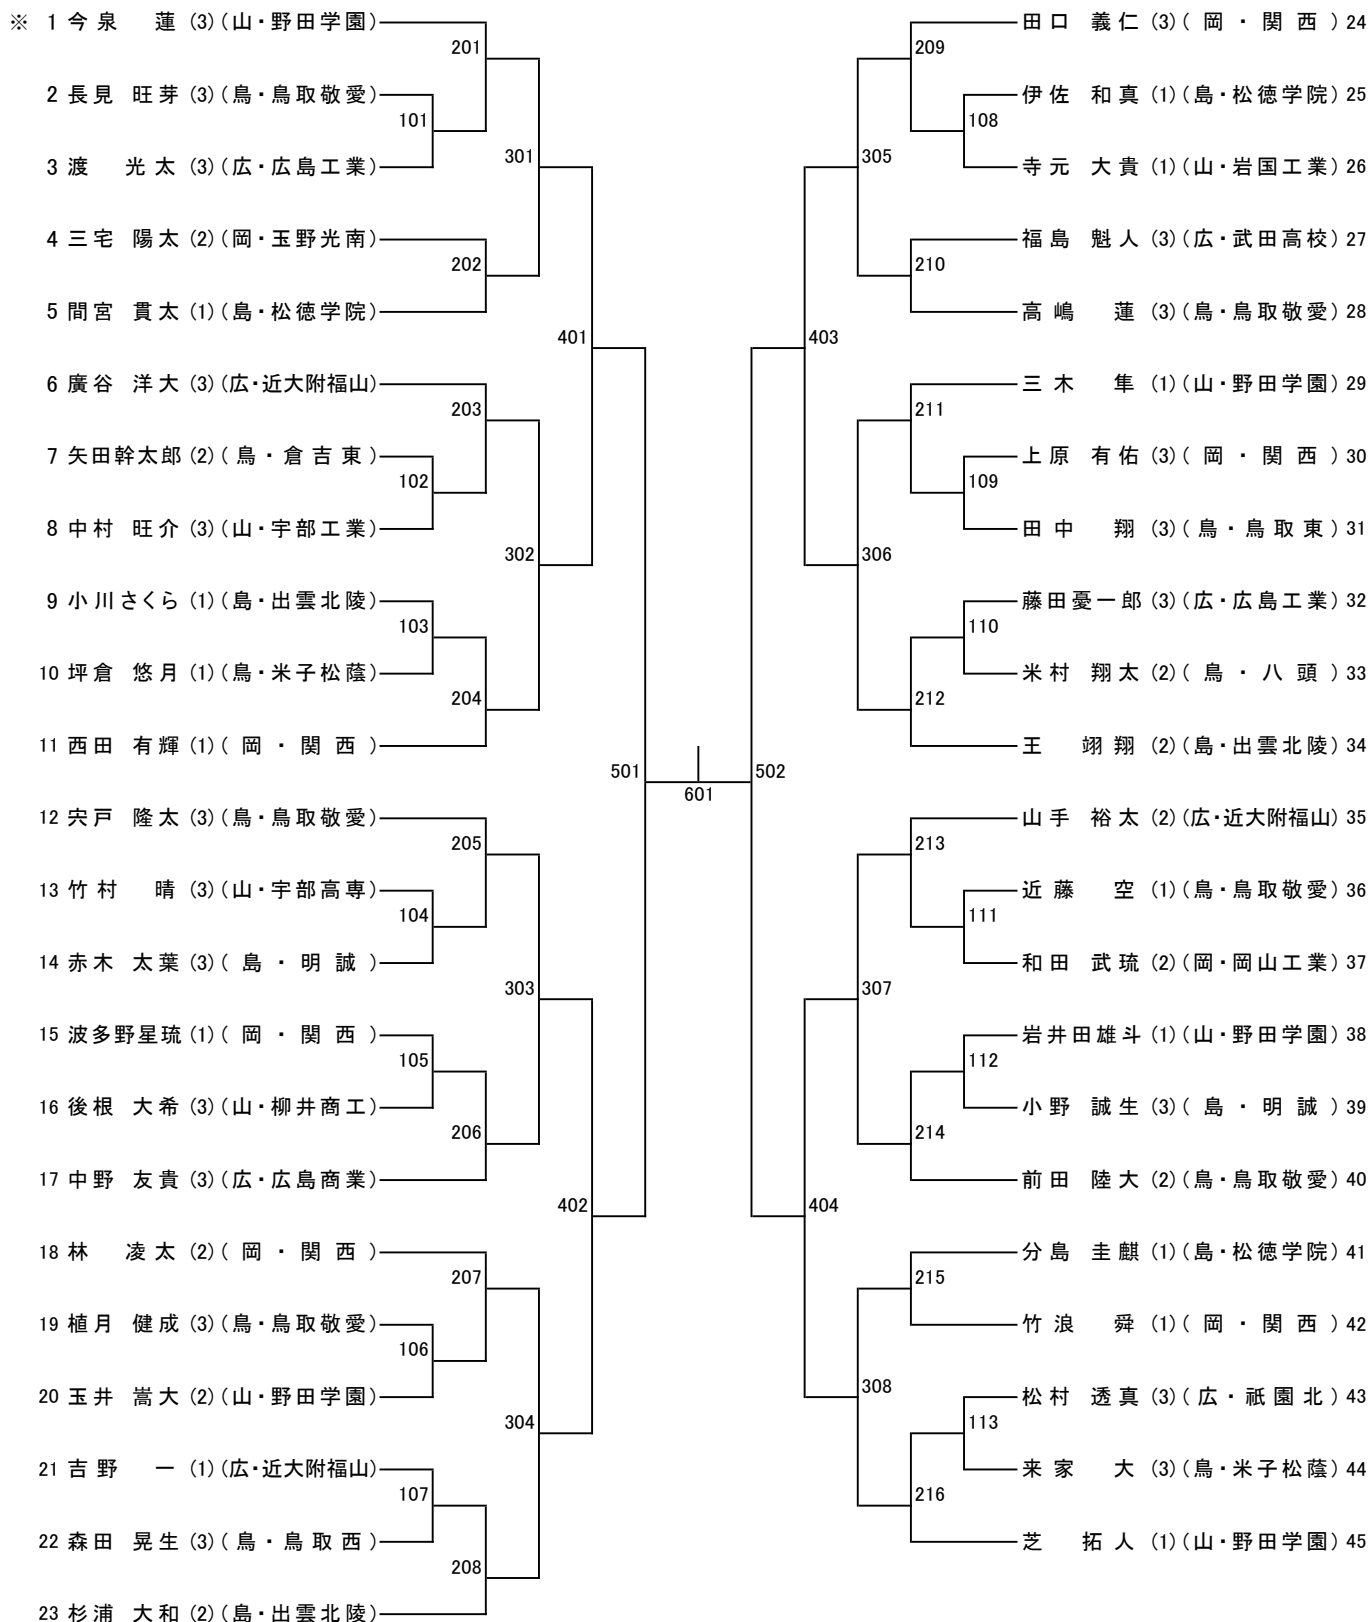 ※ 1 今泉 蓮 (3) (山・野田学園)
201
2 長見 旺芽 (3) (鳥・鳥取敬愛)
101
3 渡 光太 (3) (広・広島工業)
301
4 三宅 陽太 (2) (岡・玉野光南)
202
5 間宮 貫太 (1) (島・松徳学院)
401
6 廣谷 洋大 (3) (広・近大附福山)
203
7 矢田幹太郎 (2) (鳥・倉吉東)
102
8 中村 旺介 (3) (山・宇部工業)
302
9 小川さくら (1) (島・出雲北陵)
103
10 坪倉 悠月 (1) (鳥・米子松蔭)
204
11 西田 有輝 (1) (岡・関西)
501
12 宍戸 隆太 (3) (鳥・鳥取敬愛)
205
13 竹村 晴 (3) (山・宇部高専)
104
14 赤木 太葉 (3) (島・明誠)
303
15 波多野星琉 (1) (岡・関西)
105
16 後根 大希 (3) (山・柳井商工)
206
17 中野 友貴 (3) (広・広島商業)
402
18 林 凌太 (2) (岡・関西)
207
19 植月 健成 (3) (鳥・鳥取敬愛)
106
20 玉井 嵩大 (2) (山・野田学園)
304
21 吉野 一 (1) (広・近大附福山)
107
22 森田 晃生 (3) (鳥・鳥取西)
208
23 杉浦 大和 (2) (島・出雲北陵)
601
田口 義仁 (3) (岡・関西) 24
209
伊佐 和真 (1) (島・松徳学院) 25
108
寺元 大貴 (1) (山・岩国工業) 26
305
福島 魁人 (3) (広・武田高校) 27
210
高嶋 蓮 (3) (鳥・鳥取敬愛) 28
403
三木 隼 (1) (山・野田学園) 29
211
上原 有佑 (3) (岡・関西) 30
109
田中 翔 (3) (鳥・鳥取東) 31
306
藤田憂一郎 (3) (広・広島工業) 32
110
米村 翔太 (2) (鳥・八頭) 33
212
王 翊翔 (2) (島・出雲北陵) 34
502
山手 裕太 (2) (広・近大附福山) 35
213
近藤 空 (1) (鳥・鳥取敬愛) 36
111
和田 武琉 (2) (岡・岡山工業) 37
307
岩井田雄斗 (1) (山・野田学園) 38
112
小野 誠生 (3) (島・明誠) 39
214
前田 陸大 (2) (鳥・鳥取敬愛) 40
404
分島 圭麒 (1) (島・松徳学院) 41
215
竹浪 舜 (1) (岡・関西) 42
308
松村 透真 (3) (広・祇園北) 43
113
来家 大 (3) (鳥・米子松蔭) 44
216
芝 拓人 (1) (山・野田学園) 45